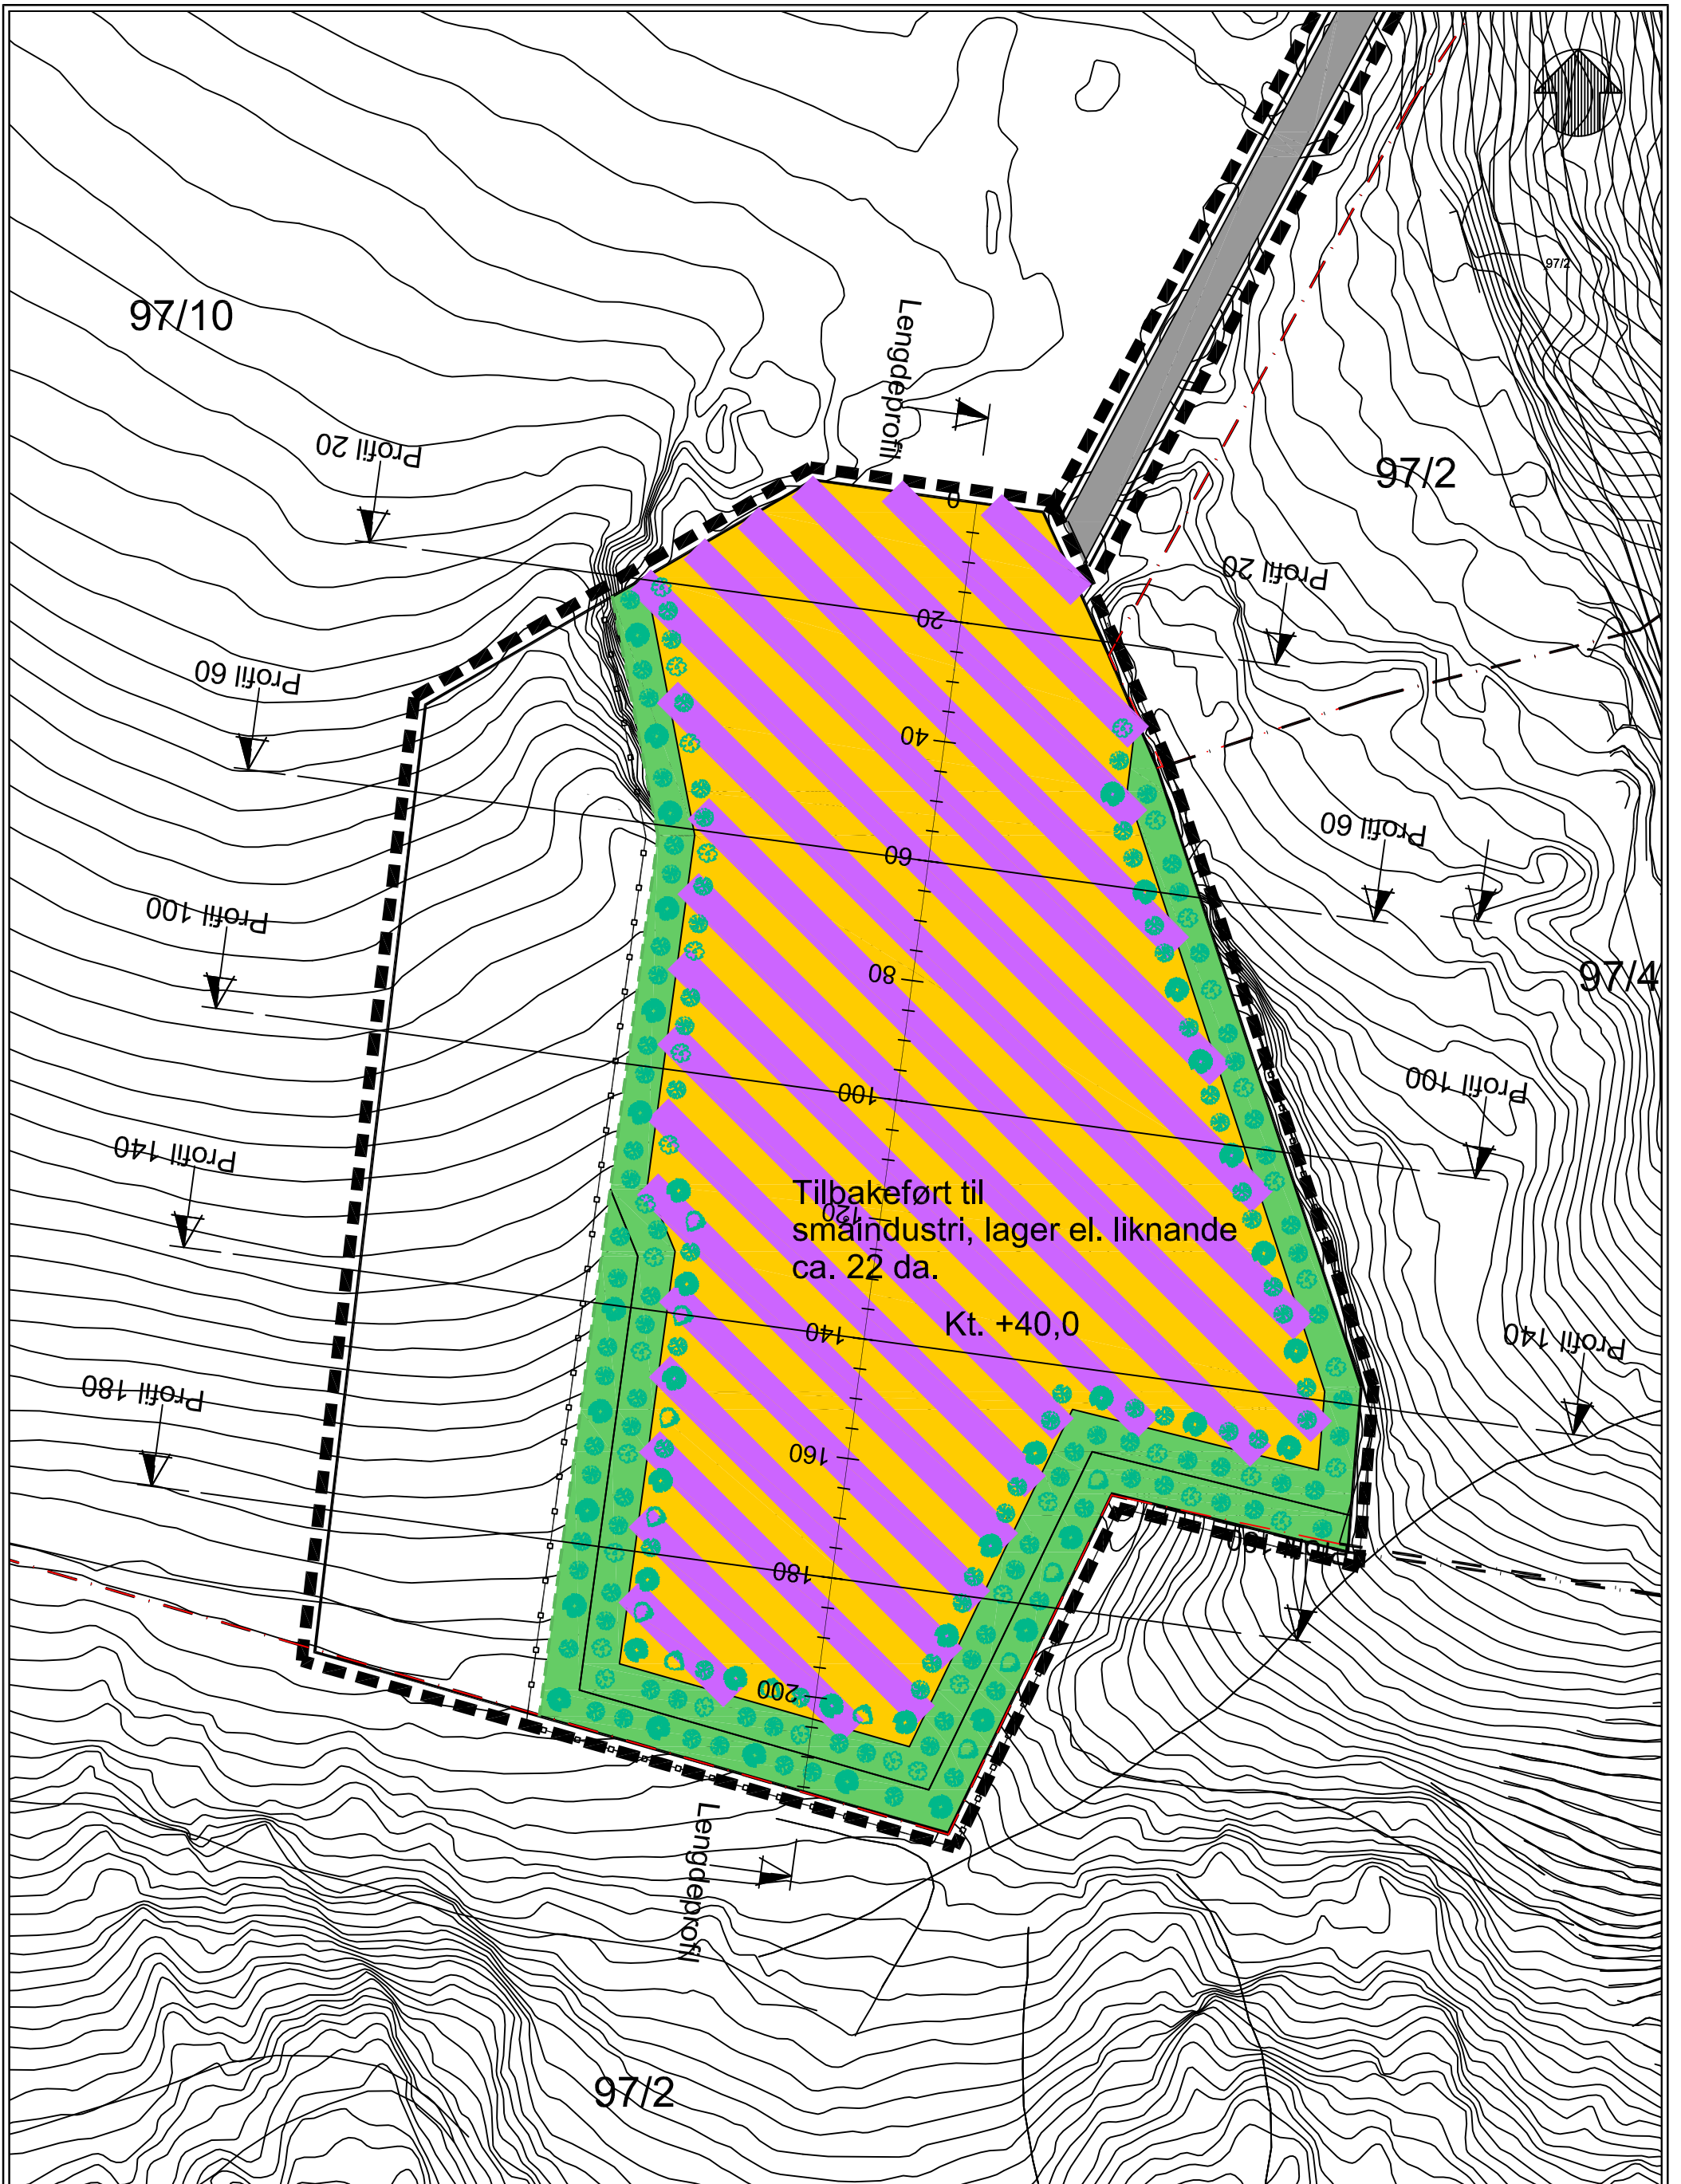 97/2
97/10
Lengdeprofil
Profil 20
97/2
0
Profil 20
20
Profil 60
40
Profil 60
60
Profil 100
80
97/4
Profil 100
100
Profil 140
Tilbakeført til
120
småindustri, lager el. liknande
ca. 22 da.
Kt. +40,0
140
Profil 140
Profil 180
160
Profil 180
180
200
Lengdeprofil
97/2